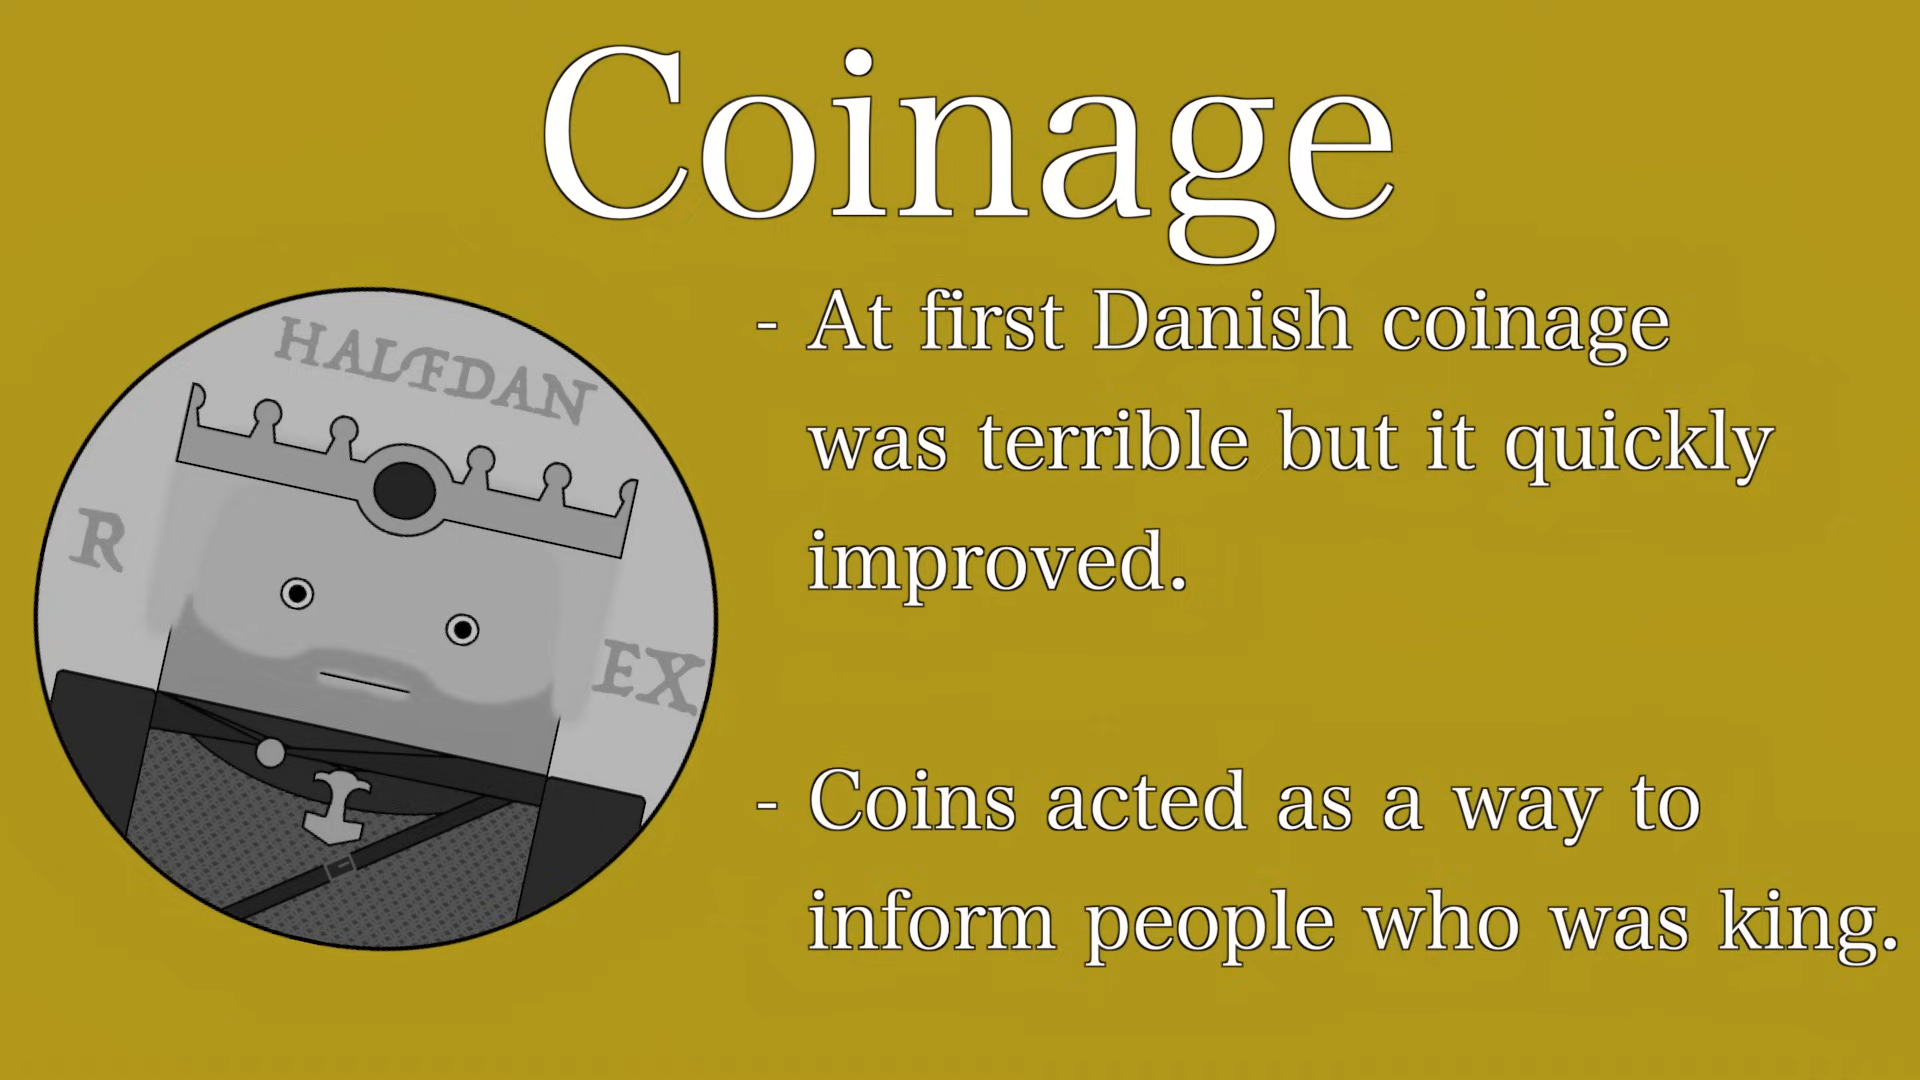 Coinage
HALFDAN
R
EX
- At first Danish coinage
was terrible but it quickly
improved.
- Coins acted as a way to
inform people who was king.